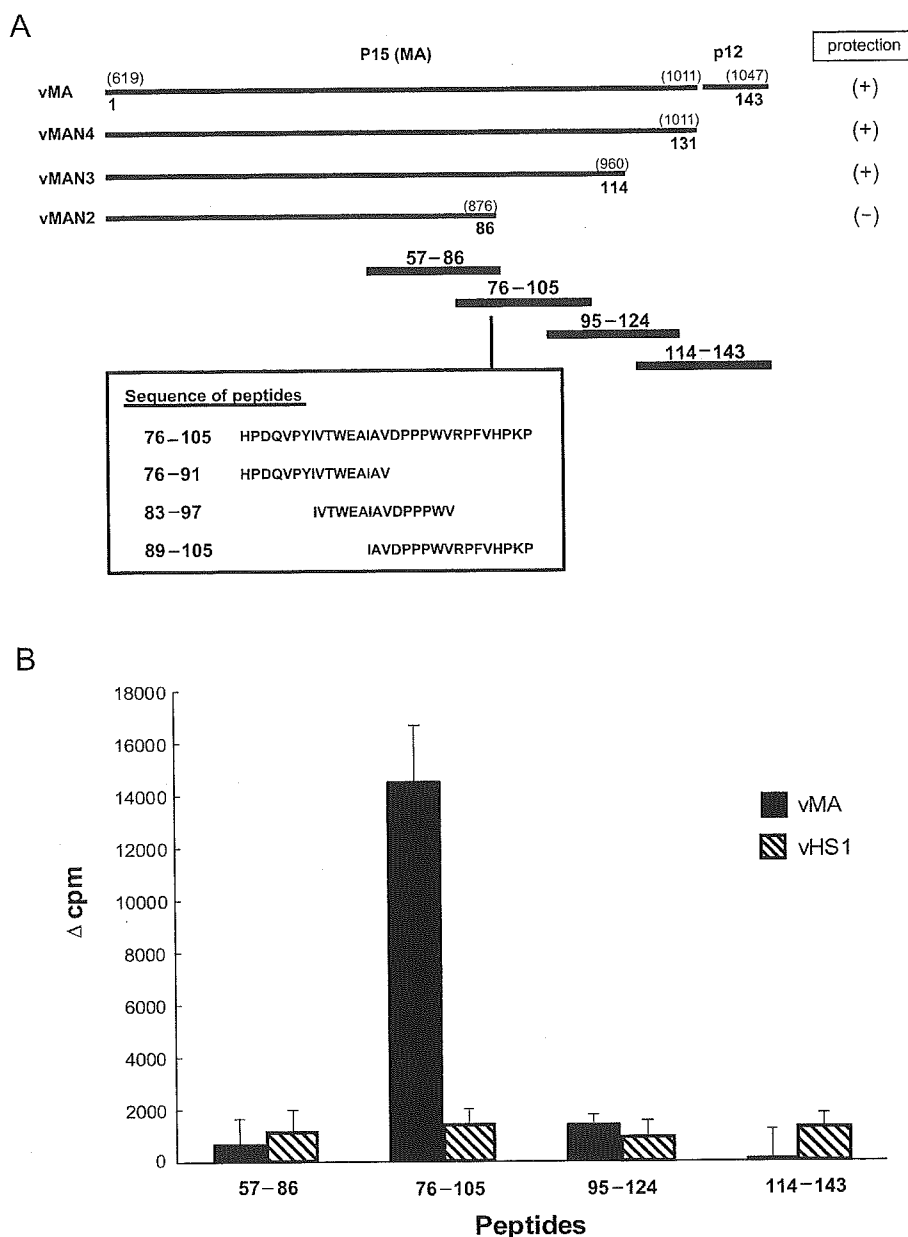 A
P15 (MA) p12 protection
(619) (1011) (1047)
vMA (+)
1 143
(1011)
vMAN4 (+)
131
(960)
vMAN3 (+)
114
(876)
vMAN2 (−)
86
57−86
76−105
95−124
114−143
Sequence of peptides
76−105 HPDQVPYIVTWEAIAVDPPPWVRPFVHPKP
76−91 HPDQVPYIVTWEAIAV
83−97 IVTWEAIAVDPPPWV
89−105 IAVDPPPWVRPFVHPKP
B
18000
16000
14000
12000
10000
8000
6000
4000
2000
0
Δ cpm
vMA
vHS1
57−86 76−105 95−124 114−143
Peptides